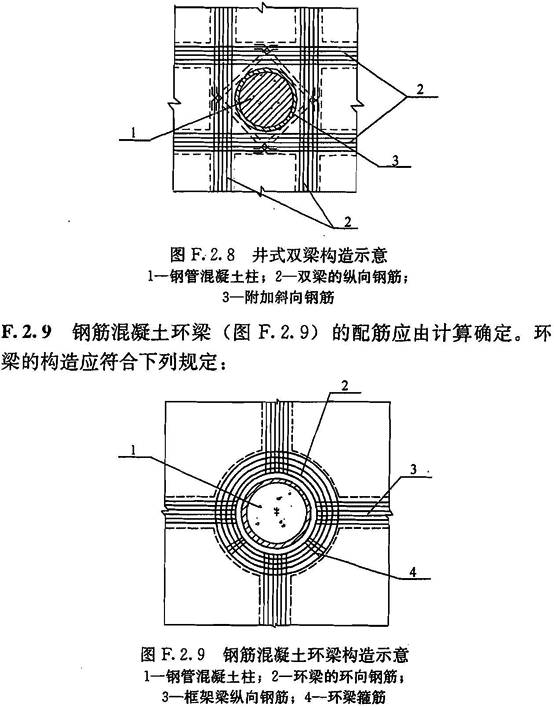 1
2
3
2
图 F.2.8 井式双梁构造示意
1—钢管混凝土柱；2—双梁的纵向钢筋；
3—附加斜向钢筋
F.2.9 钢筋混凝土环梁（图 F.2.9）的配筋应由计算确定。环
梁的构造应符合下列规定：
1
2
3
4
图 F.2.9 钢筋混凝土环梁构造示意
1—钢管混凝土柱；2—环梁的环向钢筋；
3—框架梁纵向钢筋；4—环梁箍筋